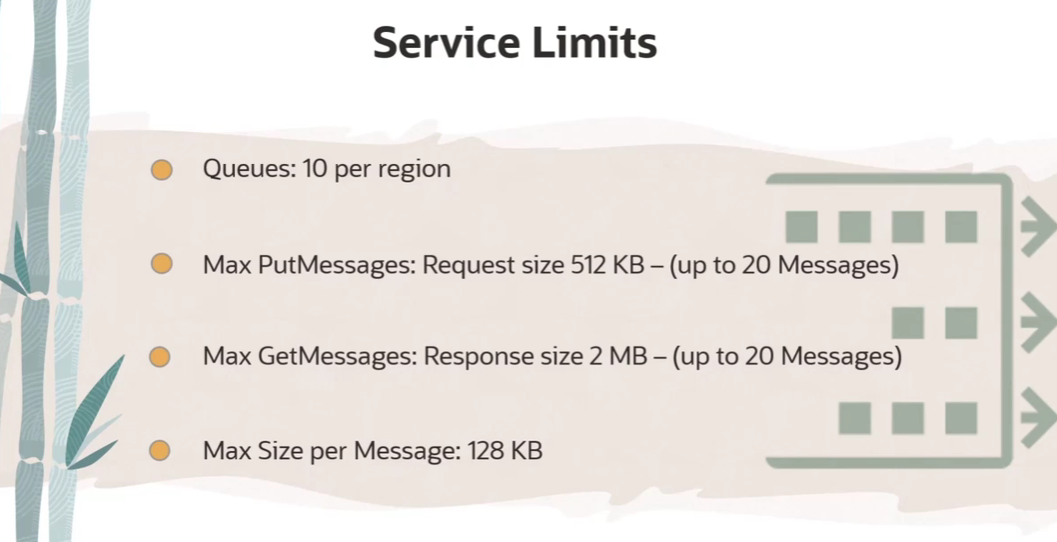 Service Limits
Queues: 10 per region
Max PutMessages: Request size 512 KB – (up to 20 Messages)
Max GetMessages: Response size 2 MB – (up to 20 Messages)
Max Size per Message: 128 KB